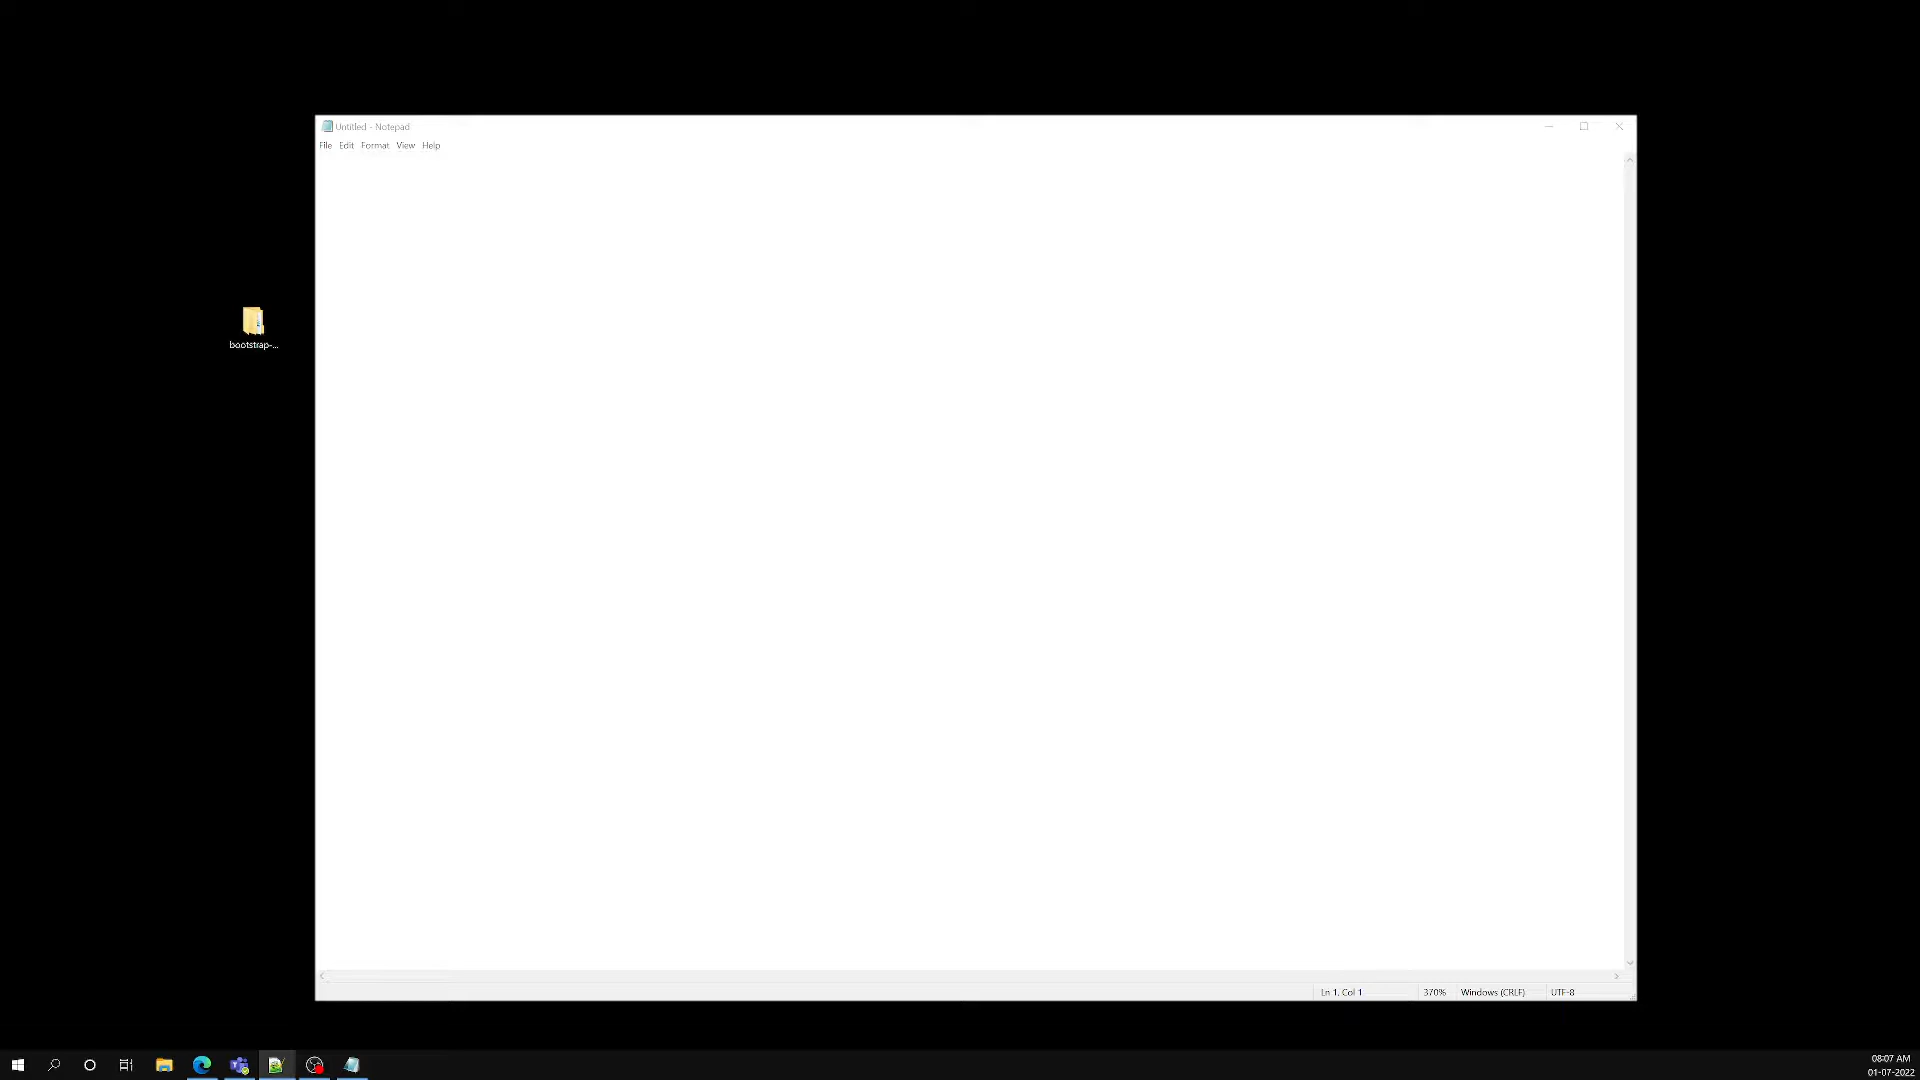 Untitled - Notepad
File Edit Format View Help
bootstrap-...
Ln 1, Col 1 370% Windows (CRLF) UTF-8
08:07 AM
01-07-2022